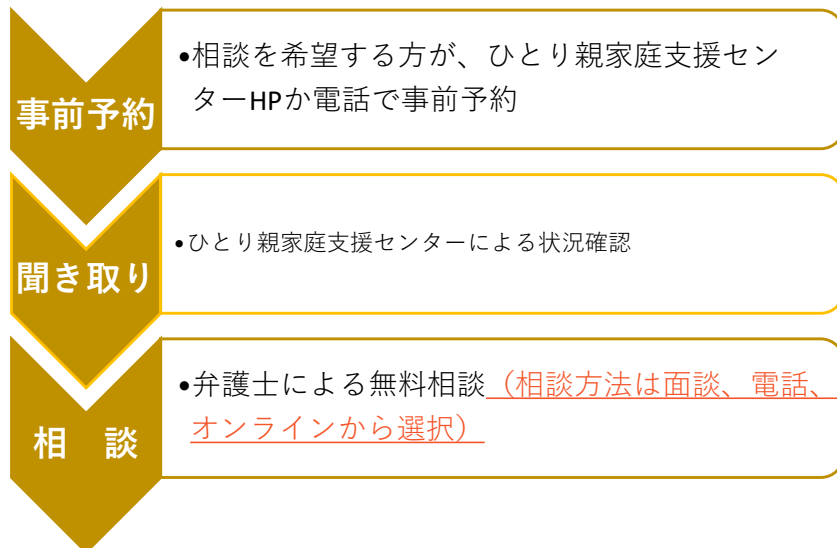 事前予約
•相談を希望する方が、ひとり親家庭支援セン
ターHPか電話で事前予約
聞き取り
•ひとり親家庭支援センターによる状況確認
相　談
•弁護士による無料相談（相談方法は面談、電話、
オンラインから選択）